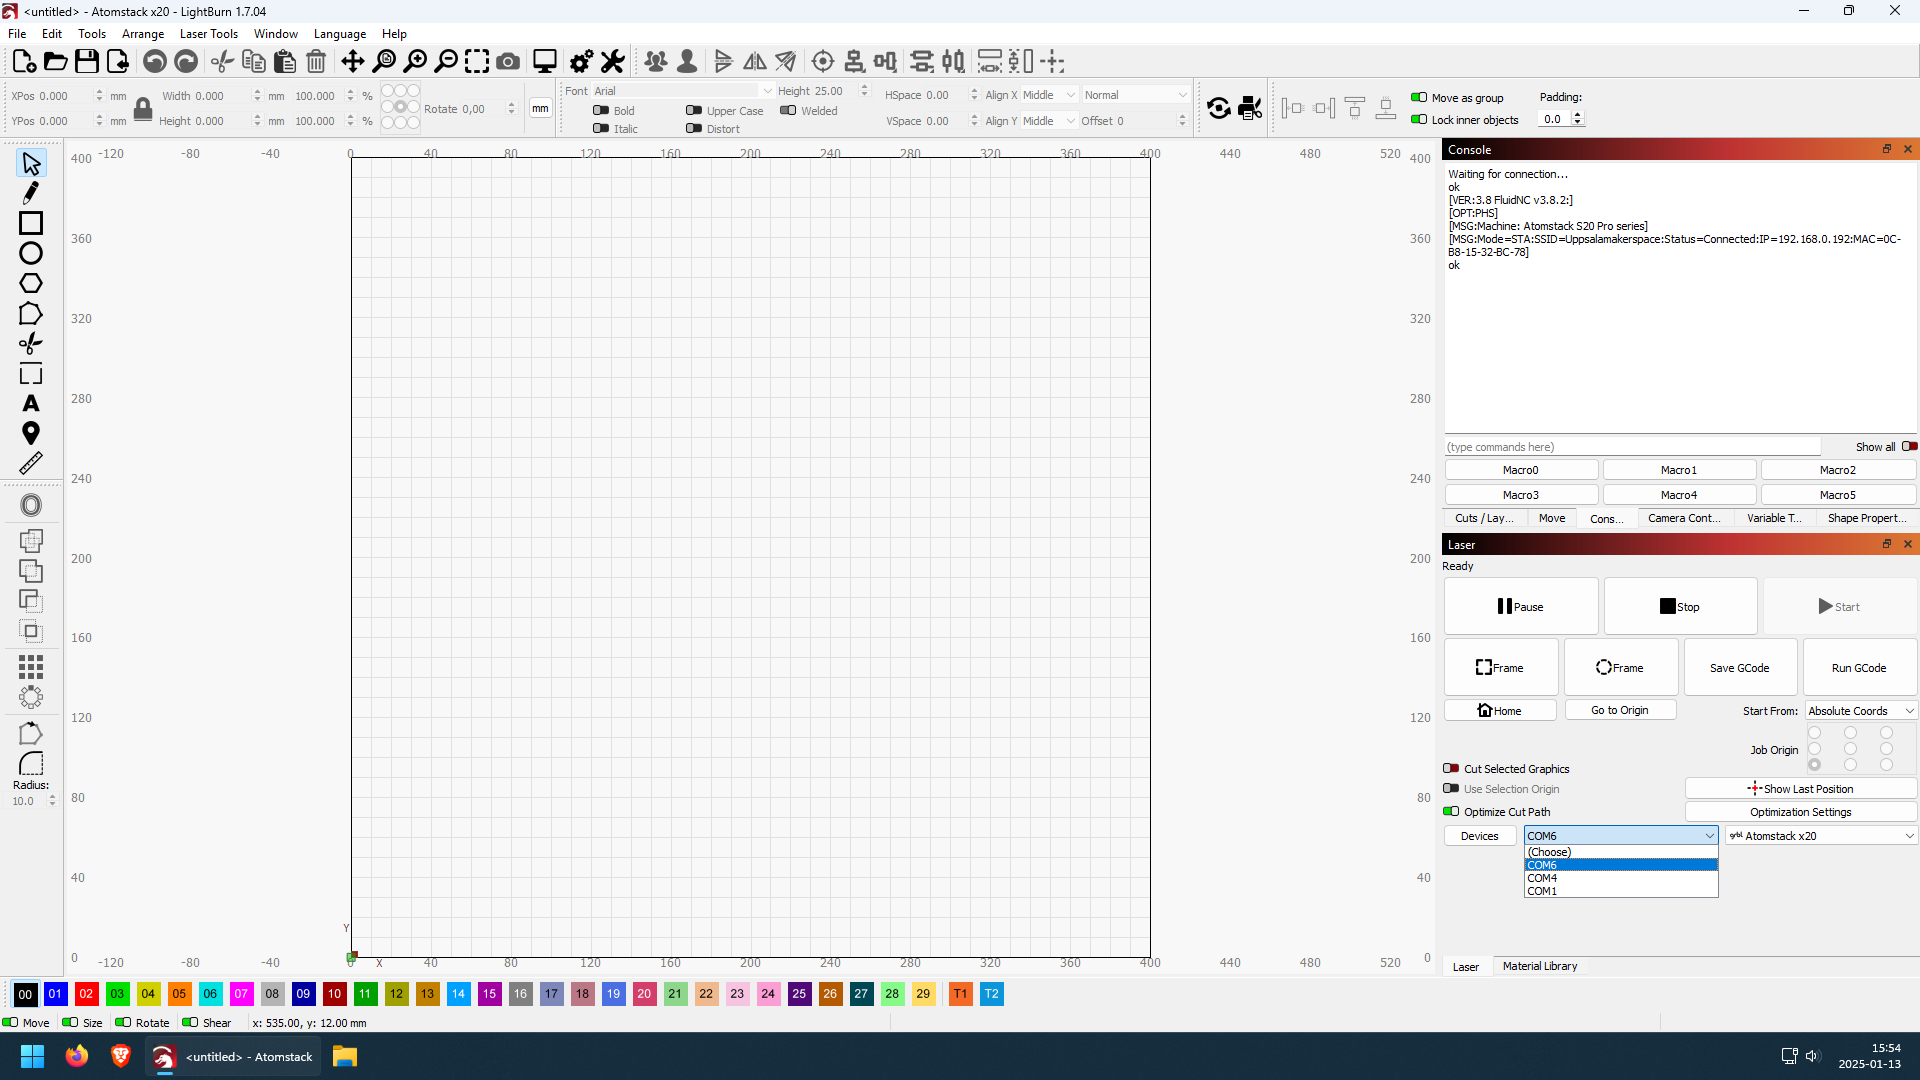 <untitled> - Atomstack x20 - LightBurn 1.7.04
File Edit Tools Arrange Laser Tools Window Language Help
XPos 0.000 mm Width 0.000 mm 100.000 % Rotate 0,00 mm
YPos 0.000 mm Height 0.000 mm 100.000 %
Font Arial Height 25.00 HSpace 0.00 Align X Middle Normal
Bold Upper Case Welded
Italic Distort VSpace 0.00 Align Y Middle Offset 0
Move as group Padding:
Lock inner objects 0.0
400 -120 -80 -40 0 40 80 120 160 200 240 280 320 360 400 440 480 520 400
360 360
320 320
280 280
240 240
200 200
160 160
120 120
80 80
40 40
Y
0 -120 -80 -40 0 X 40 80 120 160 200 240 280 320 360 400 440 480 520 0
Radius:
10.0
Console
Waiting for connection...
ok
[VER:3.8 FluidNC v3.8.2:]
[OPT:PHS]
[MSG:Machine: Atomstack S20 Pro series]
[MSG:Mode=STA:SSID=Uppsalamakerspace:Status=Connected:IP=192.168.0.192:MAC=0C-
B8-15-32-BC-78]
ok
(type commands here) Show all
Macro0 Macro1 Macro2
Macro3 Macro4 Macro5
Cuts / Lay... Move Cons... Camera Cont... Variable T... Shape Propert...
Laser
Ready
Pause Stop Start
Frame Frame Save GCode Run GCode
Home Go to Origin Start From: Absolute Coords
Job Origin
Cut Selected Graphics
Use Selection Origin Show Last Position
Optimize Cut Path Optimization Settings
Devices COM6 grbl Atomstack x20
(Choose)
COM6
COM4
COM1
Laser Material Library
00 01 02 03 04 05 06 07 08 09 10 11 12 13 14 15 16 17 18 19 20 21 22 23 24 25 26 27 28 29 T1 T2
Move Size Rotate Shear x: 535.00, y: 12.00 mm
<untitled> - Atomstack
15:54
2025-01-13